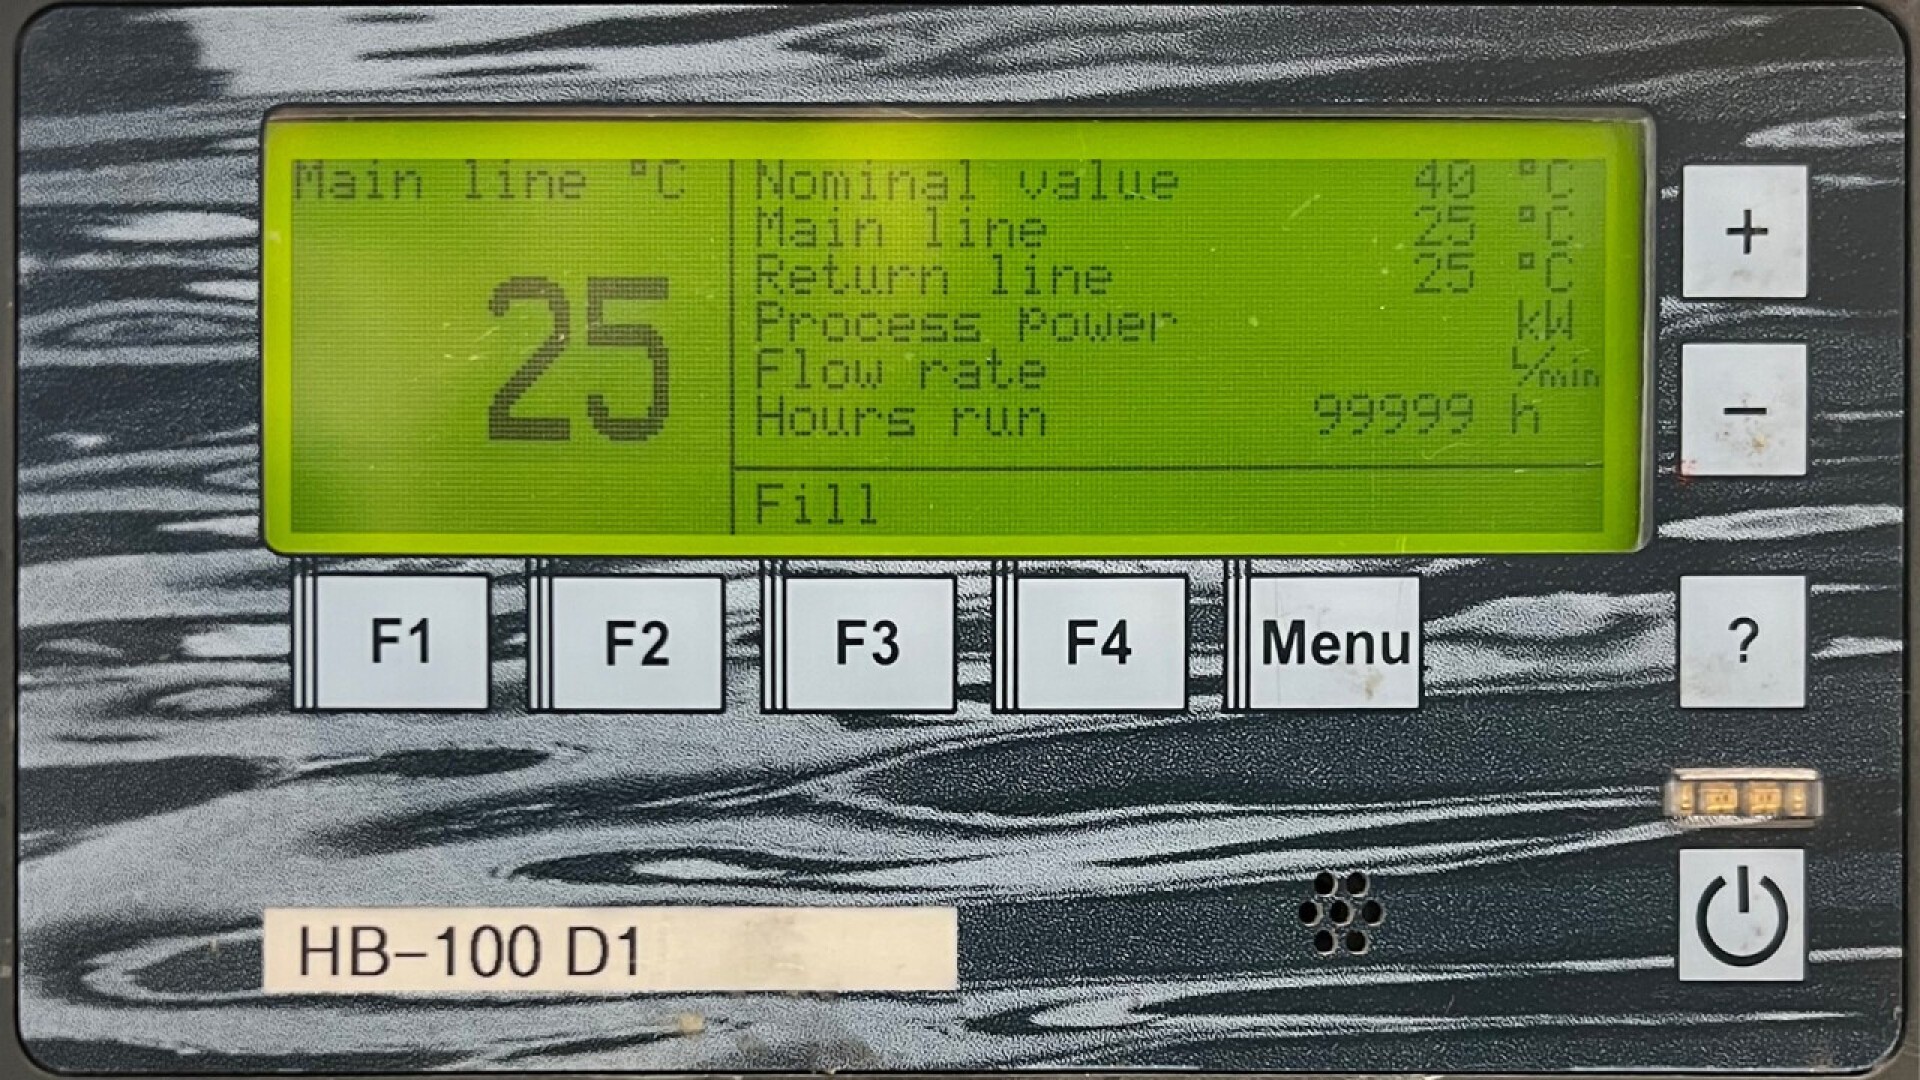 Main line °C
25
Nominal value 40 °C
Main line 25 °C
Return line 25 °C
Process power kW
Flow rate L/min
Hours run 99999 h
Fill
+
−
F1 F2 F3 F4 Menu ?
HB-100 D1